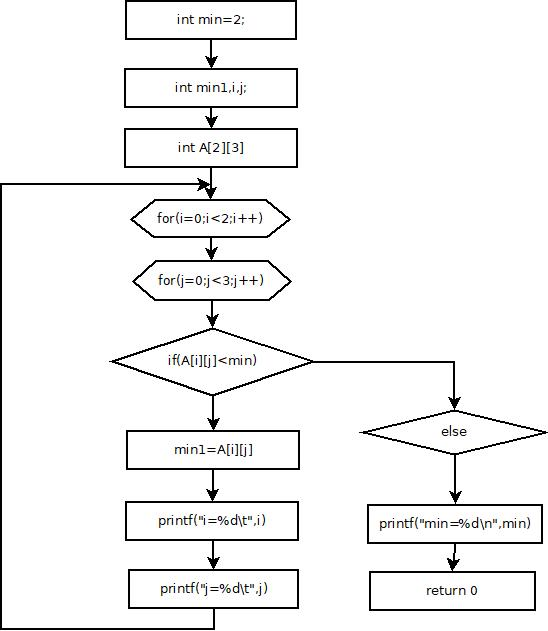 int min=2;
int min1,i,j;
int A[2][3]
for(i=0;i<2;i++)
for(j=0;j<3;j++)
if(A[i][j]<min)
min1=A[i][j]
printf("i=%d\t",i)
printf("j=%d\t",j)
else
printf("min=%d\n",min)
return 0